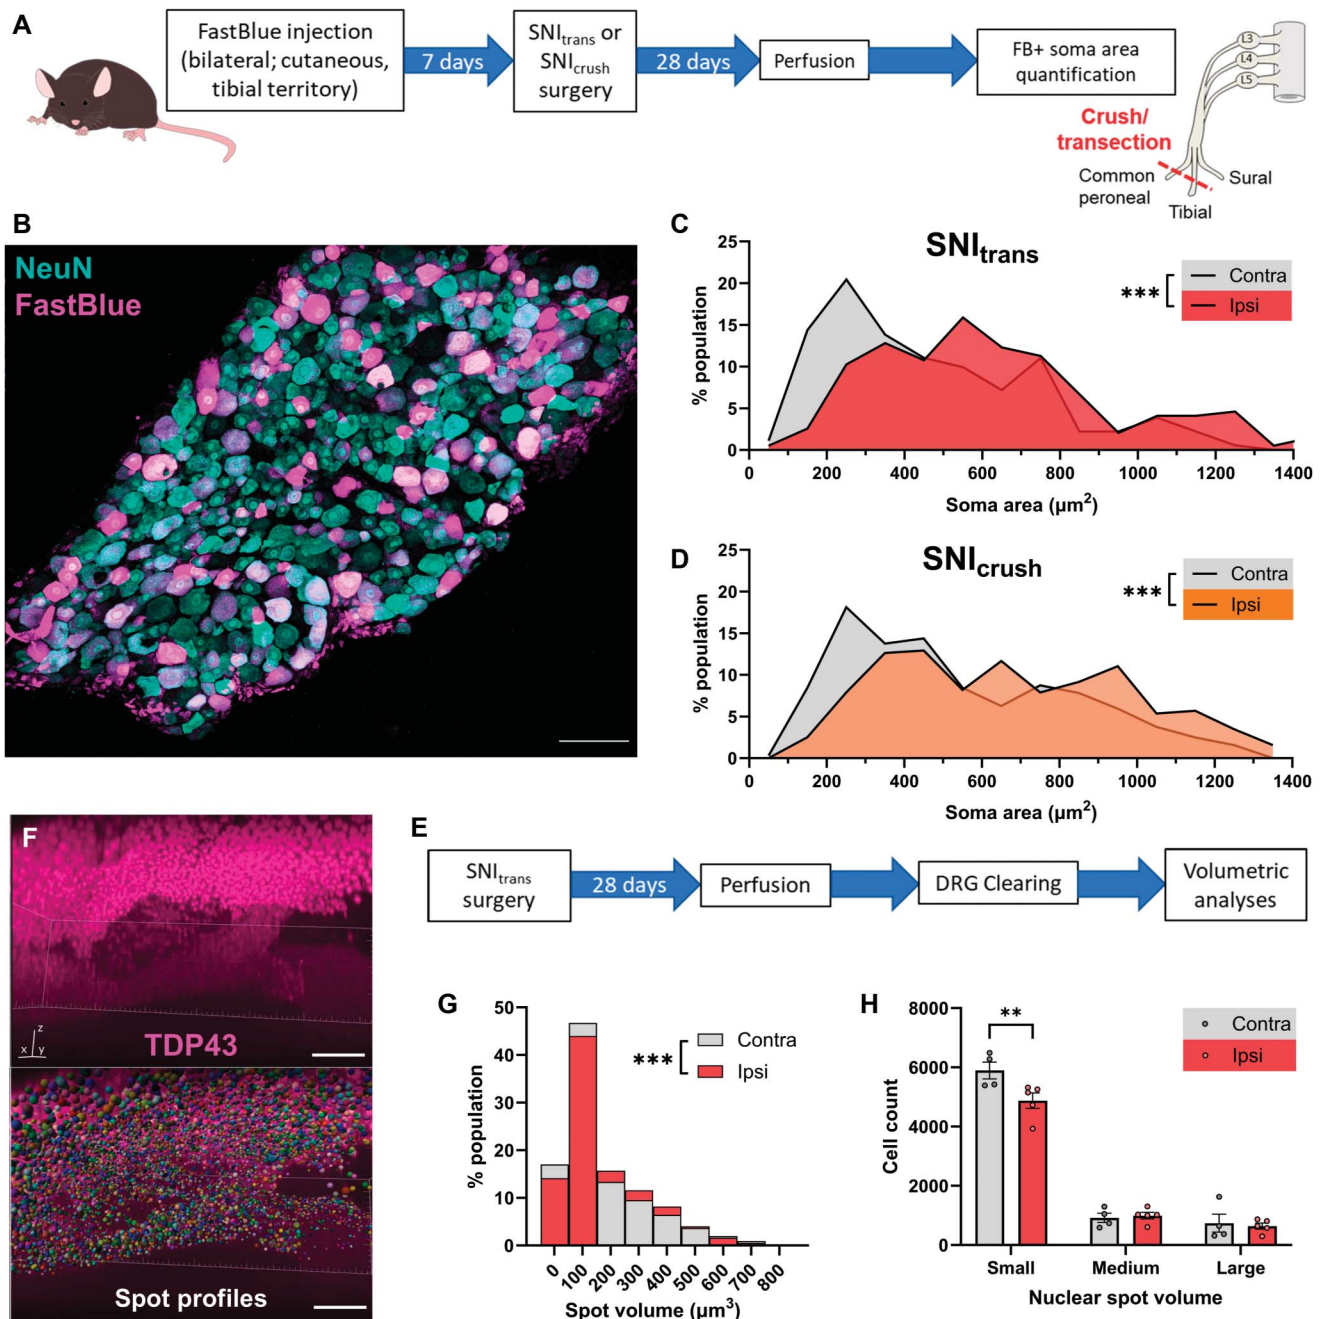 A
FastBlue injection
(bilateral; cutaneous,
tibial territory)
7 days
SNItrans or
SNIcrush
surgery
28 days
Perfusion
FB+ soma area
quantification
L3
L4
L5
Crush/
transection
Common
peroneal
Tibial
Sural
B
NeuN
FastBlue
C
SNItrans
Contra
Ipsi
***
% population
25
20
15
10
5
0
0 200 400 600 800 1000 1200 1400
Soma area (µm²)
D
SNIcrush
Contra
Ipsi
***
% population
25
20
15
10
5
0
0 200 400 600 800 1000 1200 1400
Soma area (µm²)
E
SNItrans
surgery
28 days
Perfusion
DRG Clearing
Volumetric
analyses
F
z
x y
TDP43
Spot profiles
G
% population
50
40
30
20
10
0
***
Contra
Ipsi
0 100 200 300 400 500 600 700 800
Spot volume (µm³)
H
Cell count
8000
6000
4000
2000
0
**
Contra
Ipsi
Small Medium Large
Nuclear spot volume